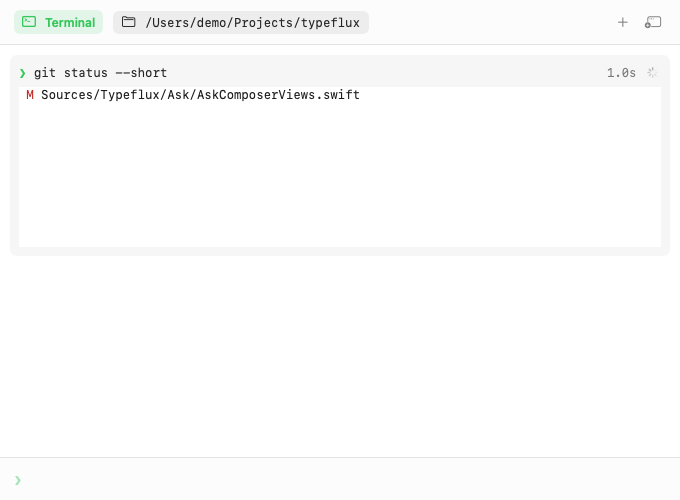 Terminal
/Users/demo/Projects/typeflux
❯ git status --short
1.0s
M Sources/Typeflux/Ask/AskComposerViews.swift
❯